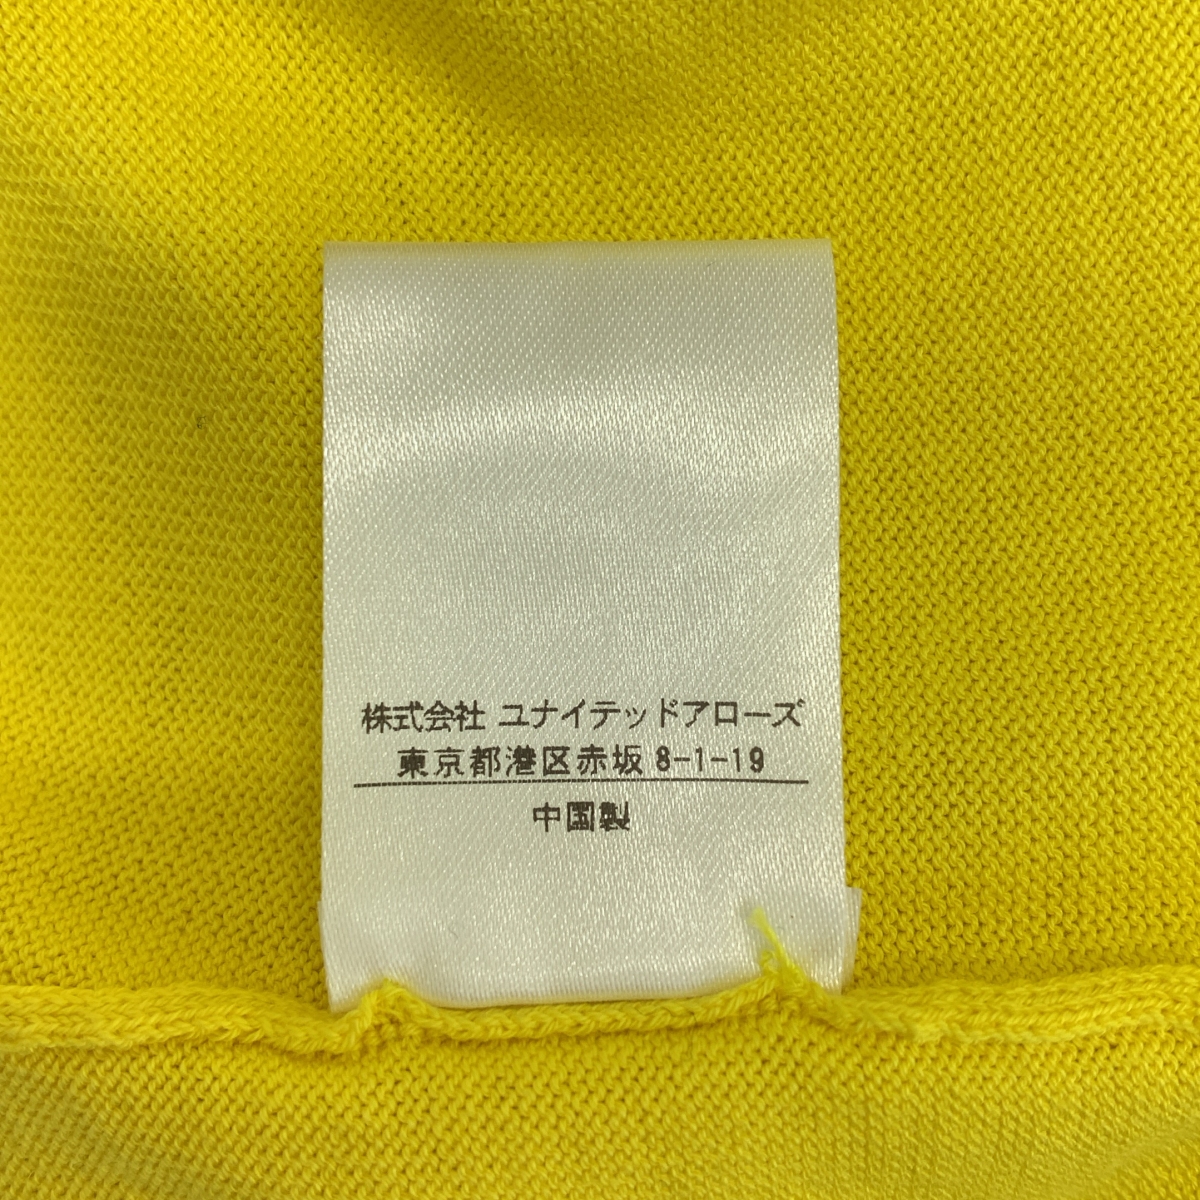 株式会社 ユナイテッドアローズ
東京都港区赤坂 8-1-19
中国製